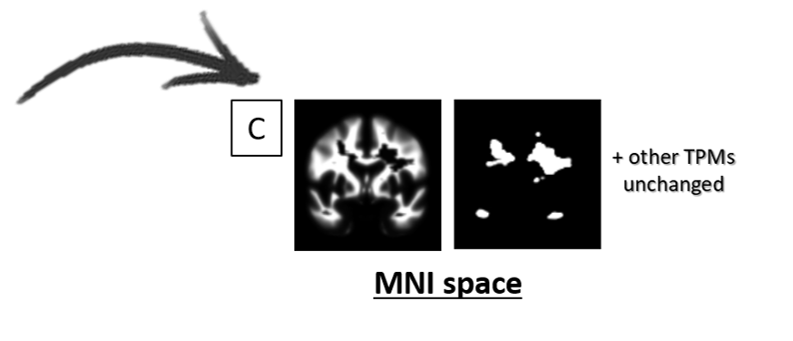 C
+ other TPMs
unchanged
MNI space